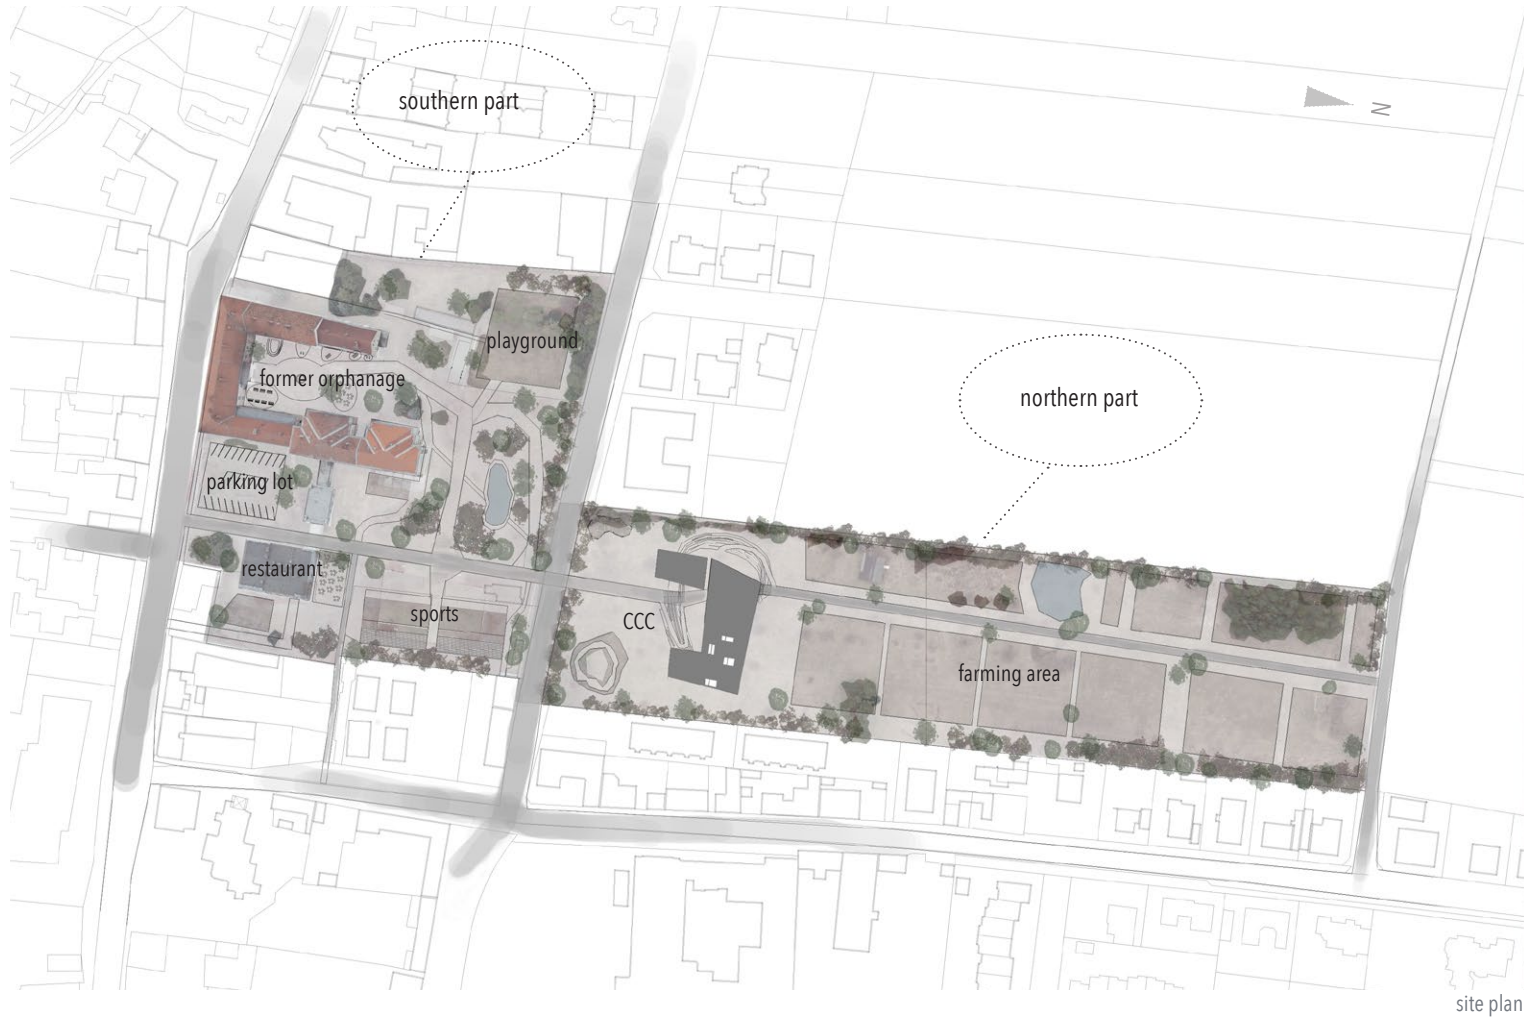 southern part
N
playground
former orphanage
northern part
parking lot
restaurant
sports
CCC
farming area
site plan